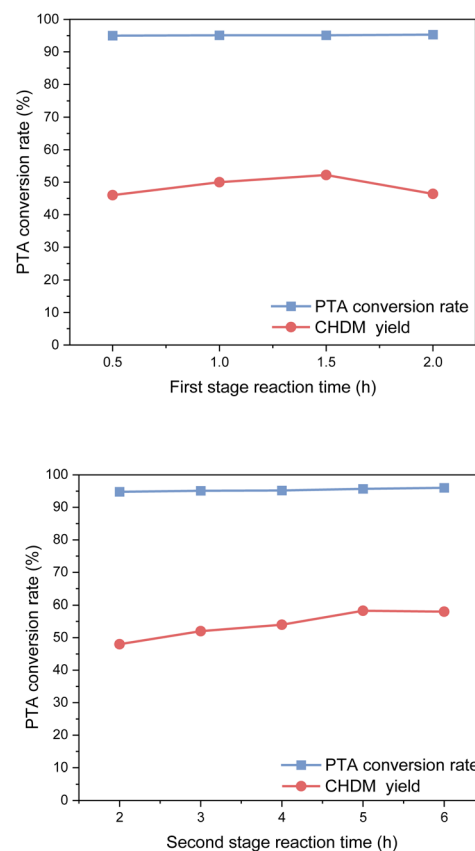 100
90
80
70
60
50
40
30
20
10
0
PTA conversion rate (%)
PTA conversion rate
CHDM yield
0.5 1.0 1.5 2.0
First stage reaction time (h)
100
90
80
70
60
50
40
30
20
10
0
PTA conversion rate (%)
PTA conversion rate
CHDM yield
2 3 4 5 6
Second stage reaction time (h)